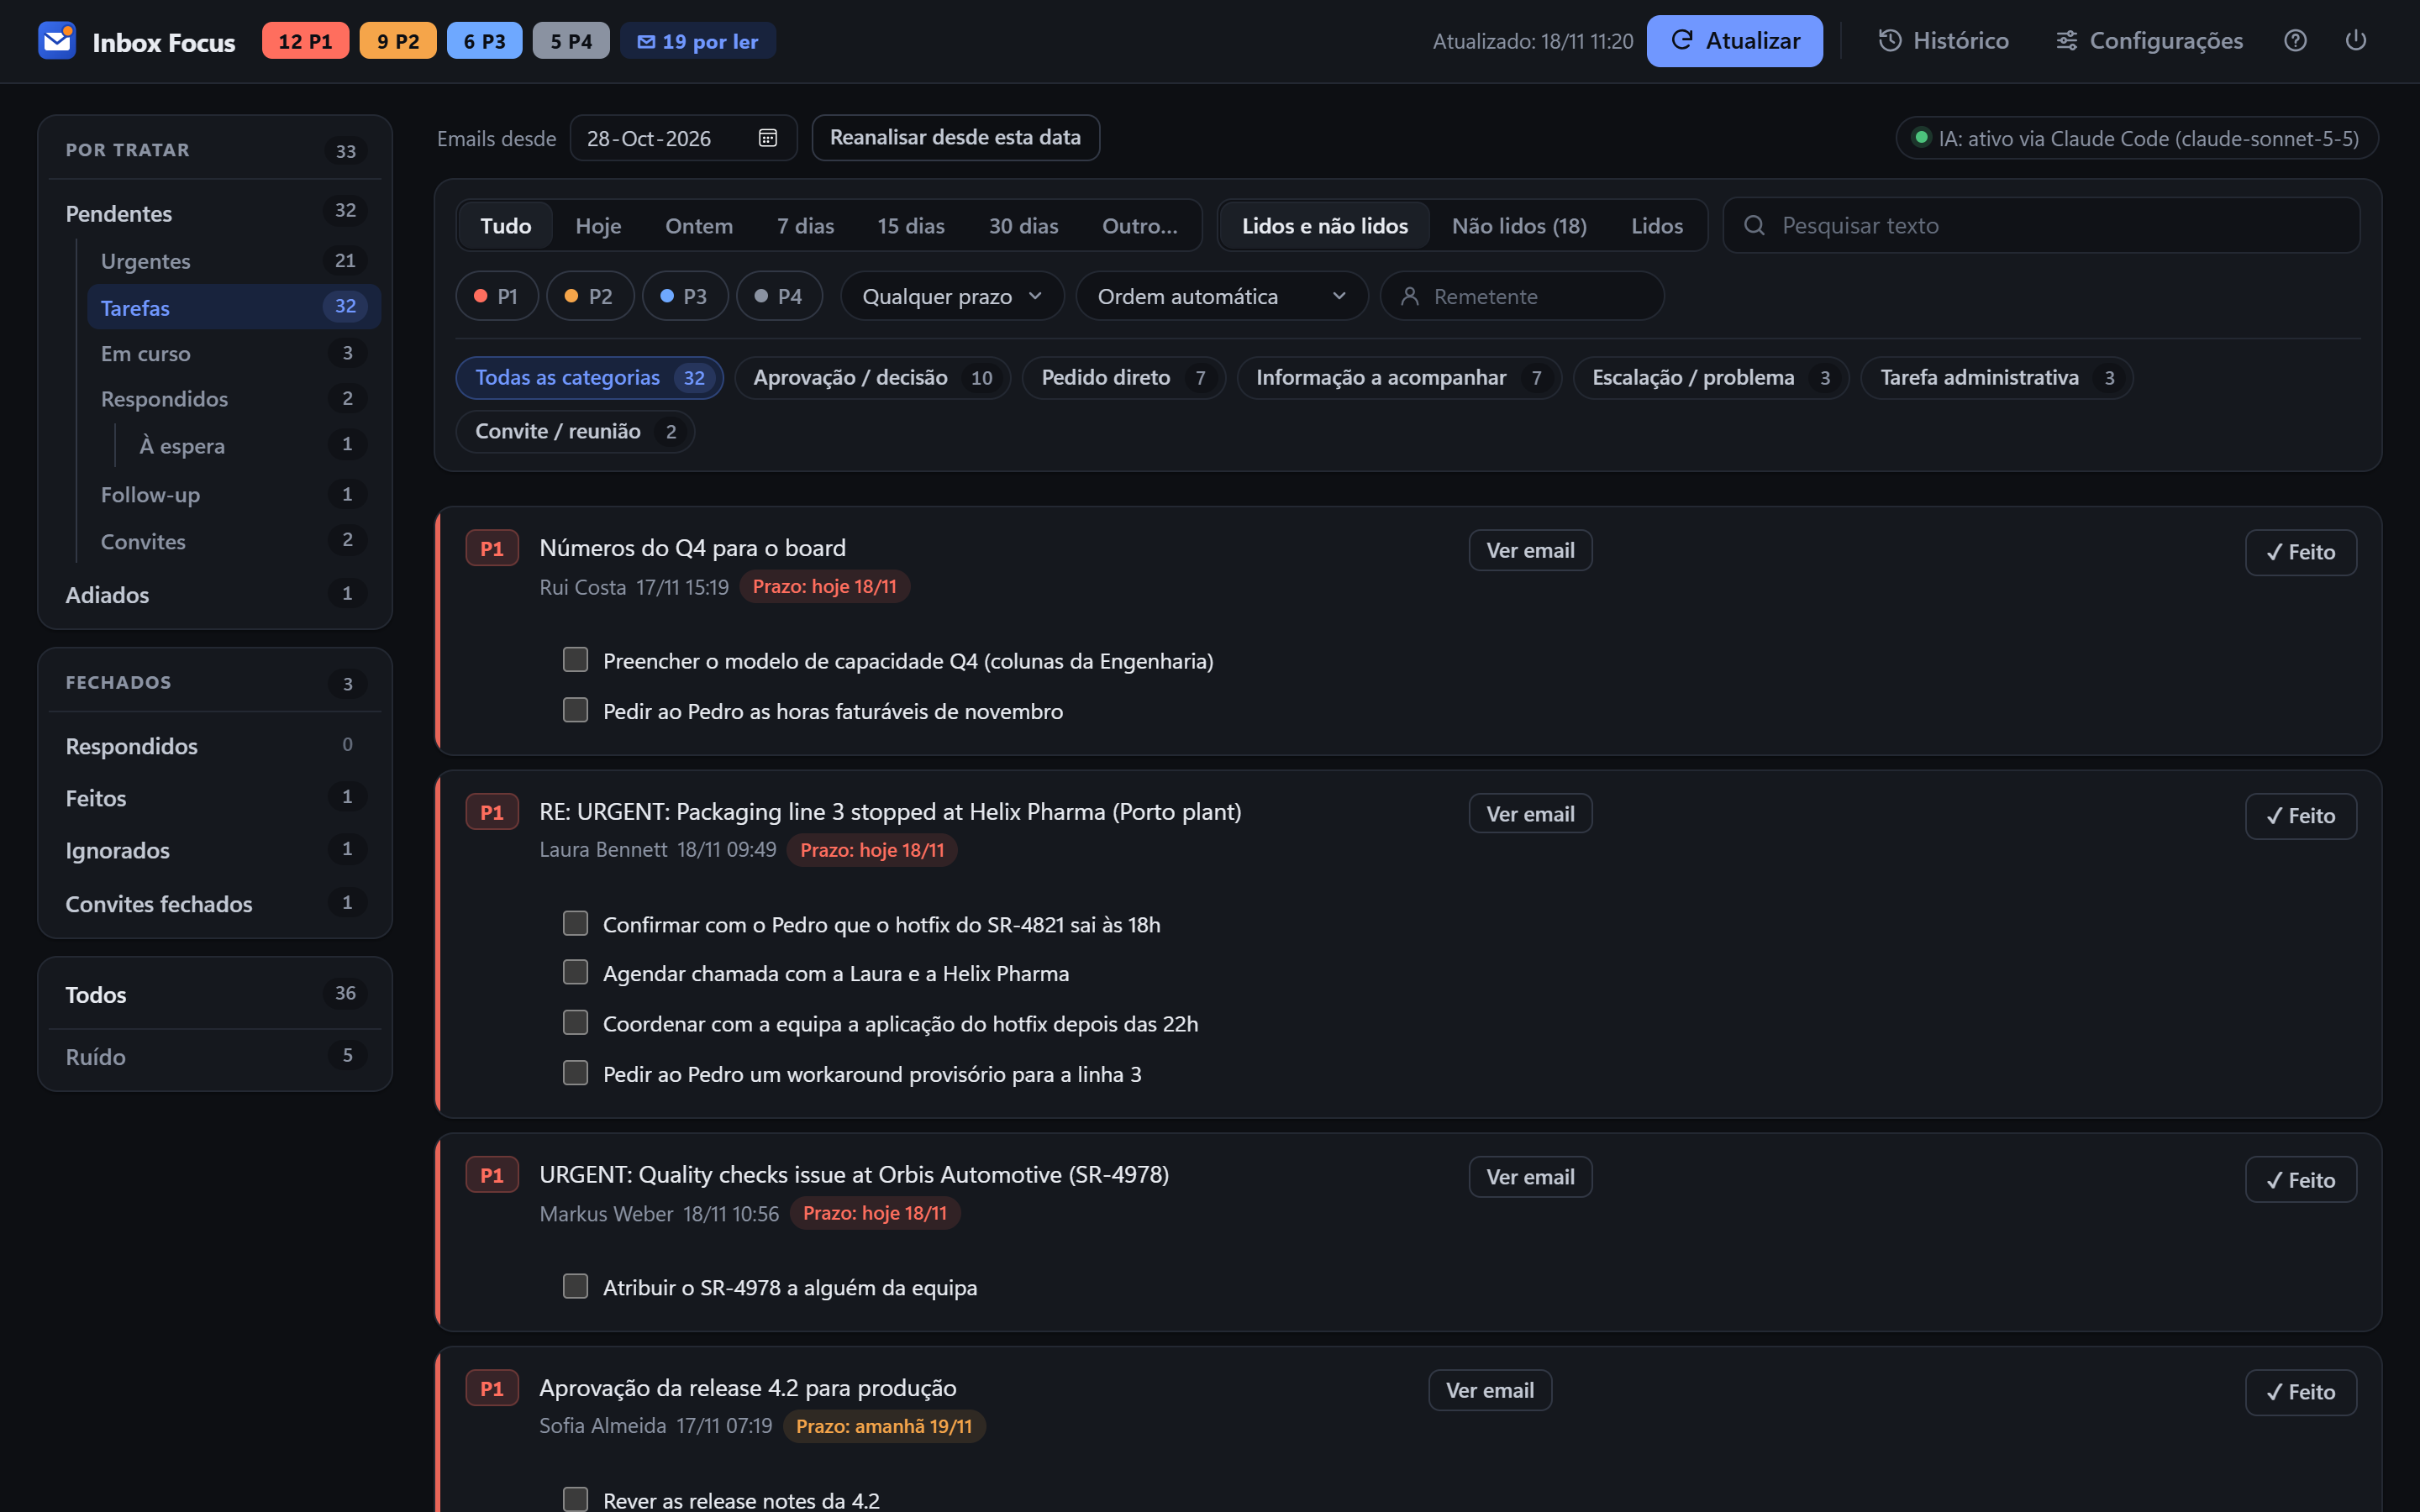 Inbox Focus 12 P1 9 P2 6 P3 5 P4 19 por ler Atualizado: 18/11 11:20 Atualizar Histórico Configurações
POR TRATAR 33
Pendentes 32
Urgentes 21
Tarefas 32
Em curso 3
Respondidos 2
À espera 1
Follow-up 1
Convites 2
Adiados 1
FECHADOS 3
Respondidos 0
Feitos 1
Ignorados 1
Convites fechados 1
Todos 36
Ruído 5
Emails desde 28-Oct-2026 Reanalisar desde esta data IA: ativo via Claude Code (claude-sonnet-5-5)
Tudo Hoje Ontem 7 dias 15 dias 30 dias Outro... Lidos e não lidos Não lidos (18) Lidos Pesquisar texto
P1 P2 P3 P4 Qualquer prazo Ordem automática Remetente
Todas as categorias 32 Aprovação / decisão 10 Pedido direto 7 Informação a acompanhar 7 Escalação / problema 3 Tarefa administrativa 3
Convite / reunião 2
P1 Números do Q4 para o board Ver email ✓ Feito
Rui Costa 17/11 15:19 Prazo: hoje 18/11
Preencher o modelo de capacidade Q4 (colunas da Engenharia)
Pedir ao Pedro as horas faturáveis de novembro
P1 RE: URGENT: Packaging line 3 stopped at Helix Pharma (Porto plant) Ver email ✓ Feito
Laura Bennett 18/11 09:49 Prazo: hoje 18/11
Confirmar com o Pedro que o hotfix do SR-4821 sai às 18h
Agendar chamada com a Laura e a Helix Pharma
Coordenar com a equipa a aplicação do hotfix depois das 22h
Pedir ao Pedro um workaround provisório para a linha 3
P1 URGENT: Quality checks issue at Orbis Automotive (SR-4978) Ver email ✓ Feito
Markus Weber 18/11 10:56 Prazo: hoje 18/11
Atribuir o SR-4978 a alguém da equipa
P1 Aprovação da release 4.2 para produção Ver email ✓ Feito
Sofia Almeida 17/11 07:19 Prazo: amanhã 19/11
Rever as release notes da 4.2